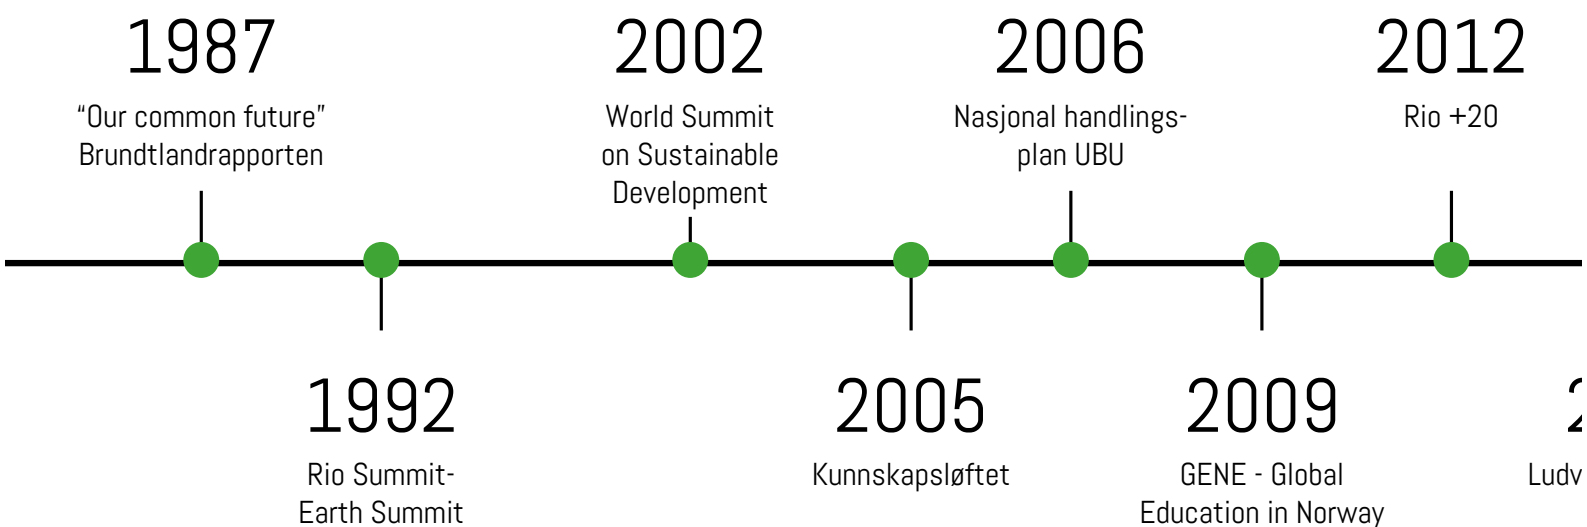 1987
“Our common future”
Brundtlandrapporten
2002
World Summit
on Sustainable
Development
2006
Nasjonal handlings-
plan UBU
2012
Rio +20
1992
Rio Summit-
Earth Summit
2005
Kunnskapsløftet
2009
GENE - Global
Education in Norway